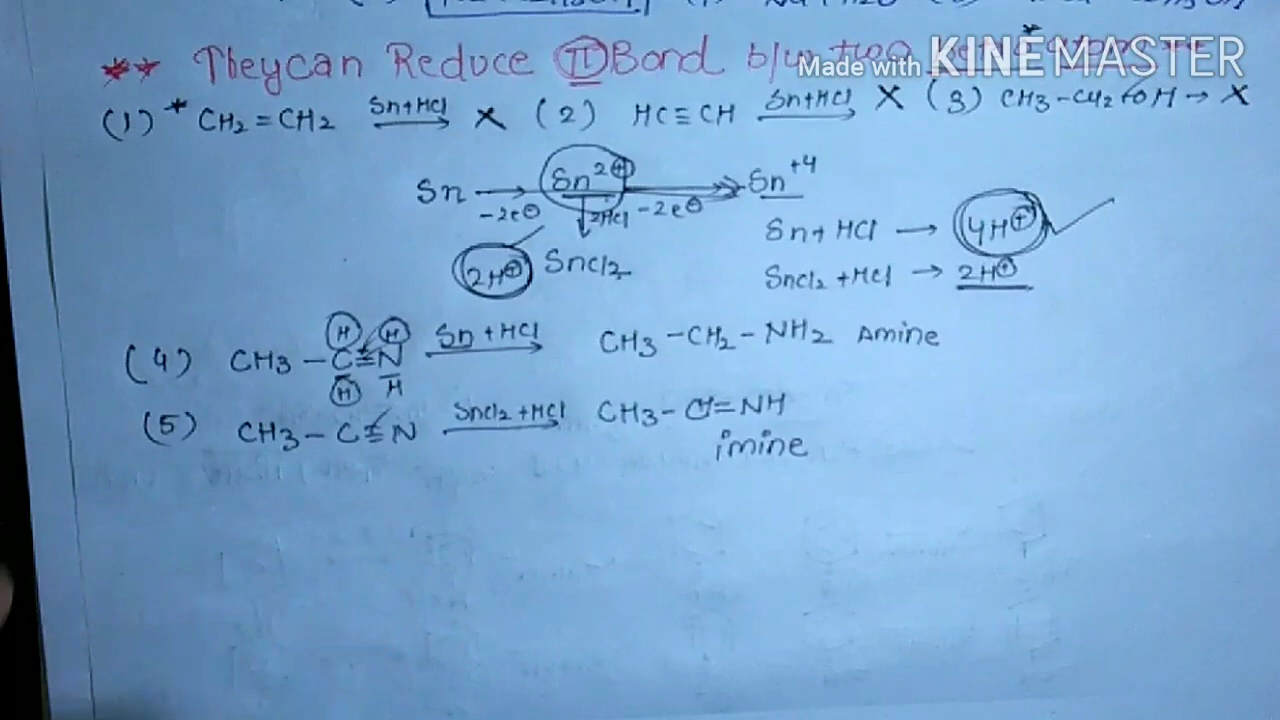 ** They can Reduce π Bond b/w two
Made with KINEMASTER
(1) * CH2=CH2 Sn+HCl → X (2) HC≡CH Sn+HCl → X (3) CH3-CH2 → X
Sn → -2e⊖ Sn2⊕ → -2e⊖ Sn+4
2HCl
2H⊕ SnCl2
Sn + HCl → 4H⊕
SnCl2 + HCl → 2H⊕
H H
(4) CH3-C≡N Sn+HCl → CH3-CH2-NH2 Amine
H H
(5) CH3-C≡N SnCl2+HCl → CH3-CH=NH
imine